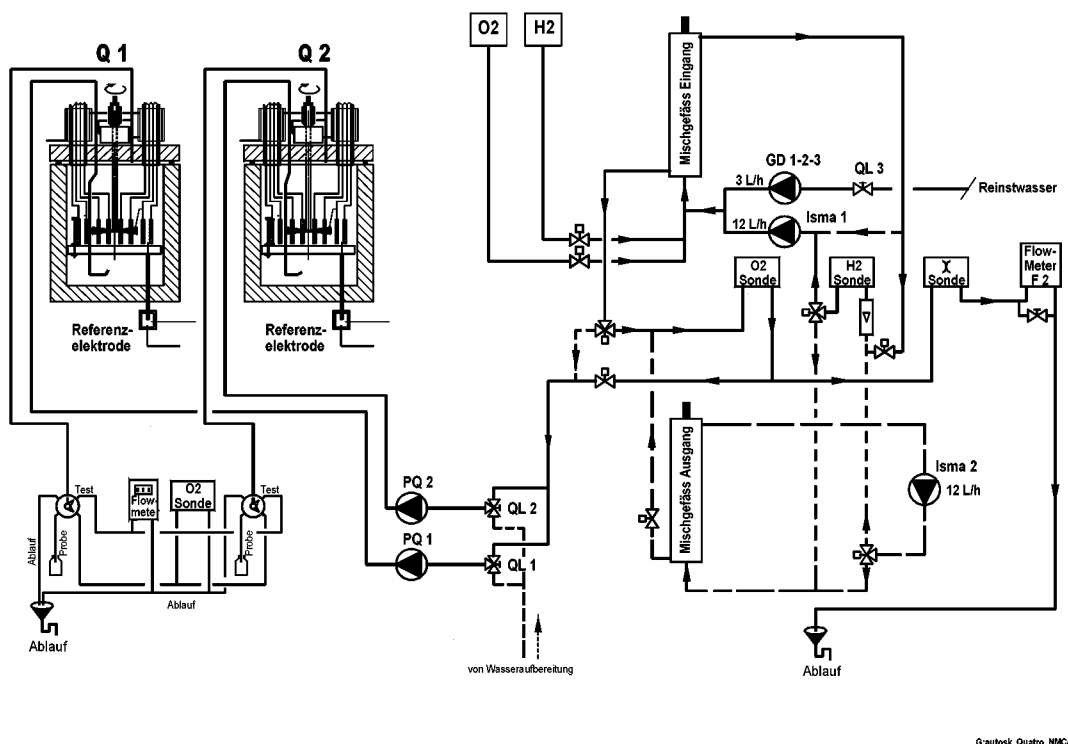 O2
H2
Q 1
Q 2
Mischgefäss Eingang
GD 1-2-3
QL 3
3 L/h
Reinstwasser
12 L/h
Isma 1
O2
Sonde
H2
Sonde
Sonde
Flow-
Meter
F 2
Referenz-
elektrode
Referenz-
elektrode
Mischgefäss Ausgang
Isma 2
12 L/h
PQ 2
QL 2
PQ 1
QL 1
Test
Flow-
meter
O2
Sonde
Test
Ablauf
Probe
Probe
Ablauf
Ablauf
von Wasseraufbereitung
Ablauf